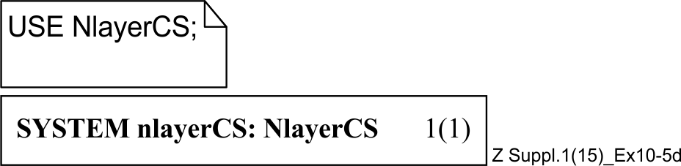 USE NlayerCS;
SYSTEM nlayerCS: NlayerCS 1(1)
Z Suppl.1(15)_Ex10-5d